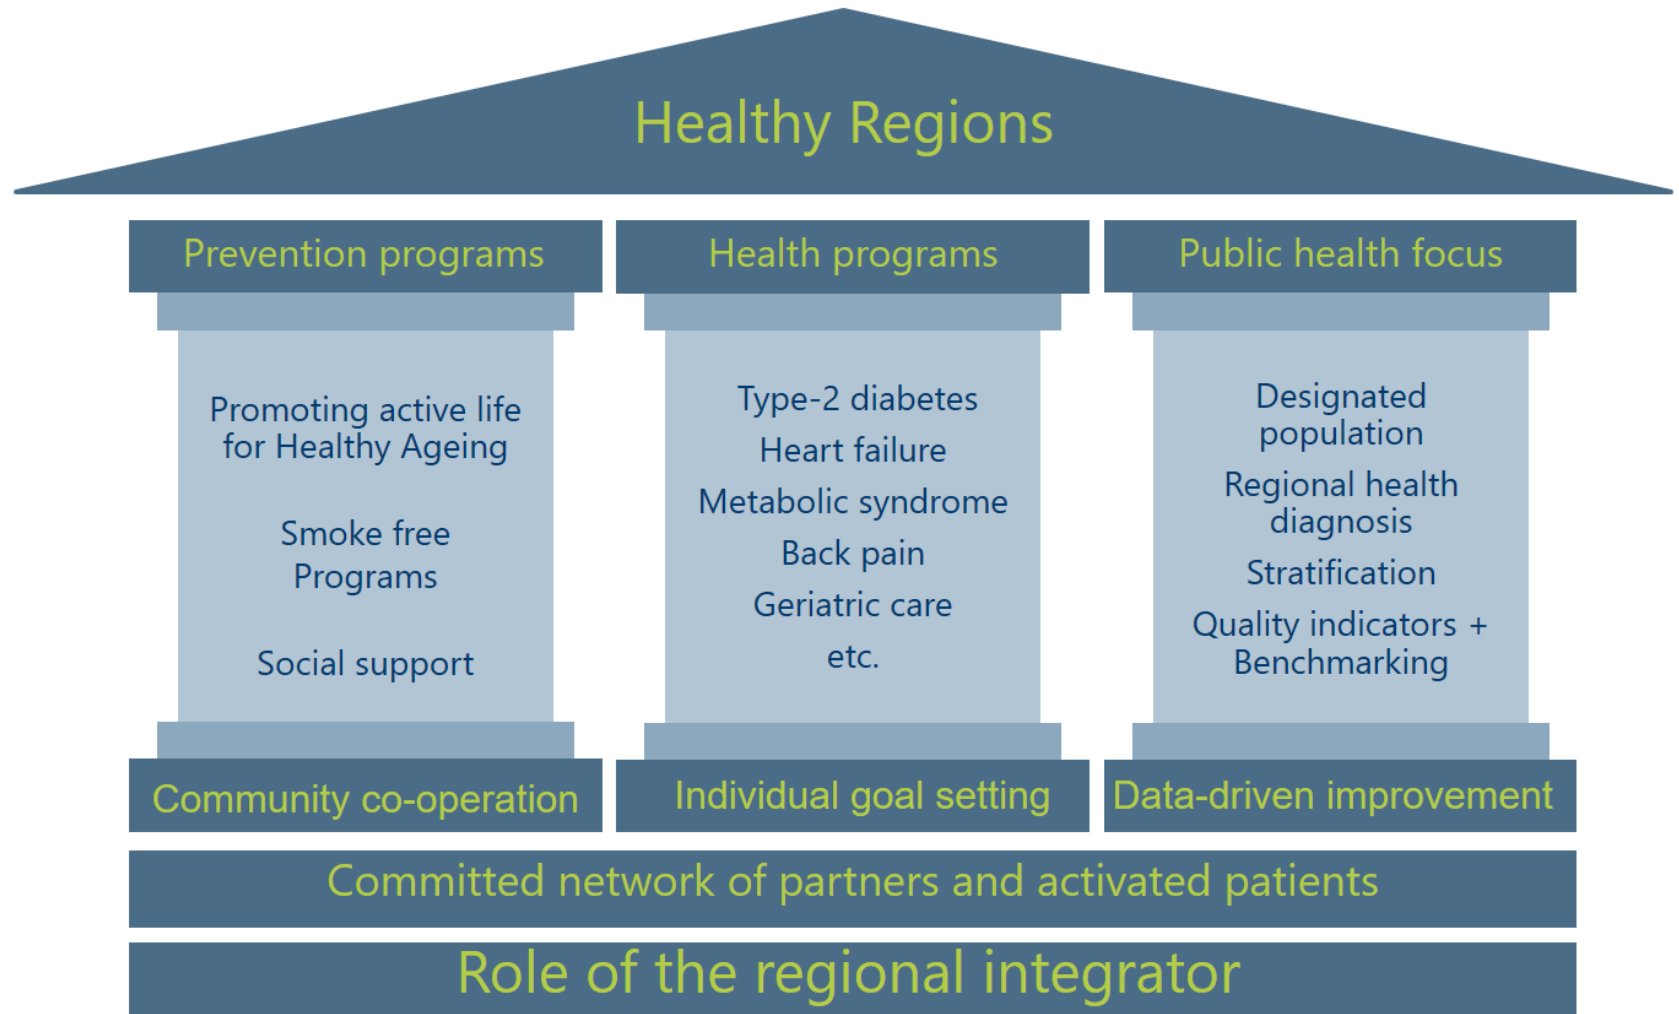 Healthy Regions
Prevention programs
Promoting active life
for Healthy Ageing
Smoke free
Programs
Social support
Community co-operation
Health programs
Type-2 diabetes
Heart failure
Metabolic syndrome
Back pain
Geriatric care
etc.
Individual goal setting
Public health focus
Designated
population
Regional health
diagnosis
Stratification
Quality indicators +
Benchmarking
Data-driven improvement
Committed network of partners and activated patients
Role of the regional integrator